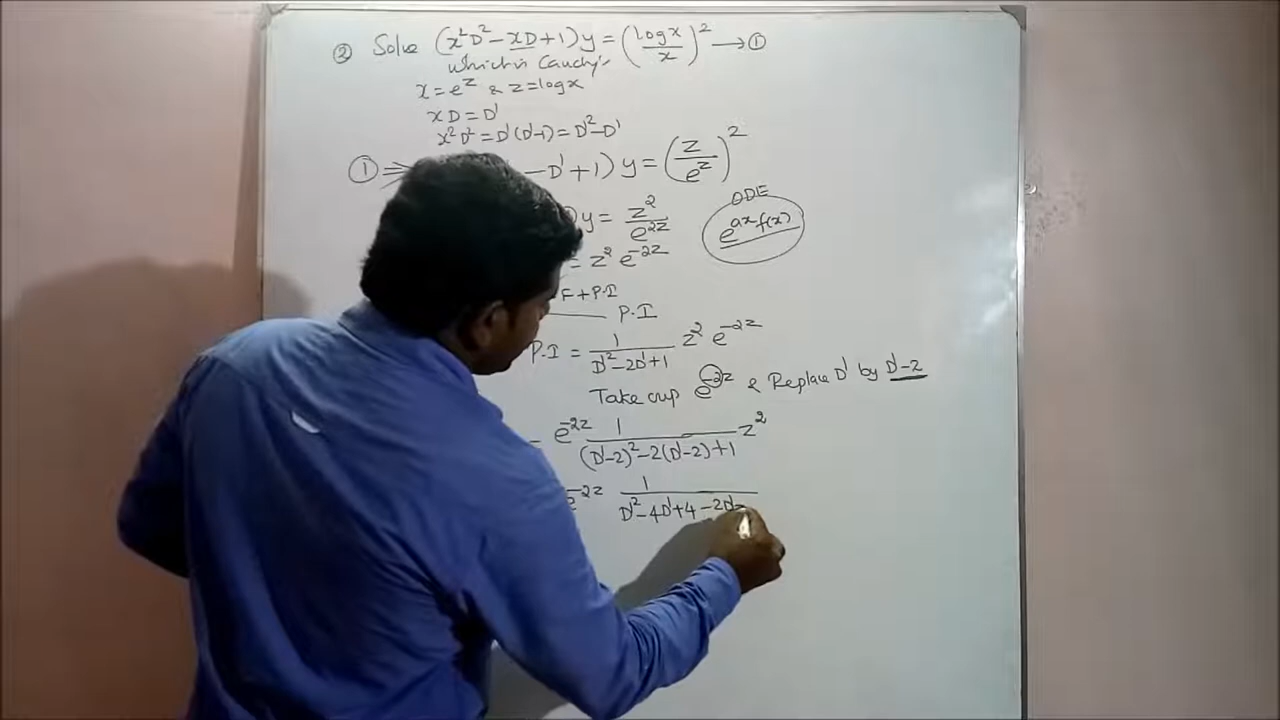 ② Solve (x²D² - xD + 1) y = (log x / x)² → ①
which is Cauchy's
x = e^z & z = log x
xD = D'
x²D² = D'(D'-1) = D'² - D'
① ⇒ - D' + 1) y = (z / e^z)²
y = z² / e^2z
ODE
e^ax f(x)
= z² e^-2z
F + P.I
P.I
P.I = 1 / D'² - 2D' + 1 z² e^-2z
Take cup e^-2z & Replace D' by D'-2
e^-2z 1 / (D'-2)² - 2(D'-2) + 1 z²
e^-2z 1 / D'² - 4D' + 4 - 2D'